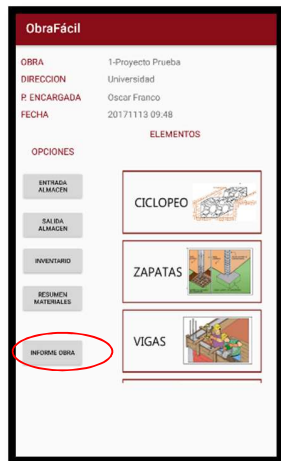 ObraFácil
OBRA 1-Proyecto Prueba
DIRECCION Universidad
P. ENCARGADA Oscar Franco
FECHA 20171113 09:48
ELEMENTOS
OPCIONES
ENTRADA
ALMACEN
SALIDA
ALMACEN
INVENTARIO
RESUMEN
MATERIALES
INFORME OBRA
CICLOPEO
ZAPATAS
VIGAS